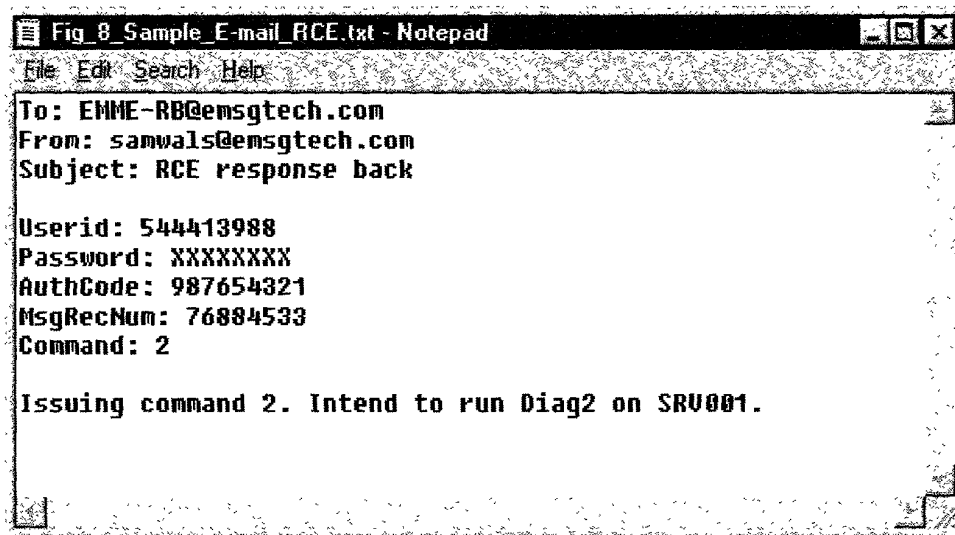 Fig_8_Sample_E-mail_RCE.txt - Notepad
File Edit Search Help
To: EMME-RB@emsgtech.com
From: samwals@emsgtech.com
Subject: RCE response back
Userid: 544413988
Password: XXXXXXXX
AuthCode: 987654321
MsgRecNum: 76884533
Command: 2
Issuing command 2. Intend to run Diag2 on SRV001.